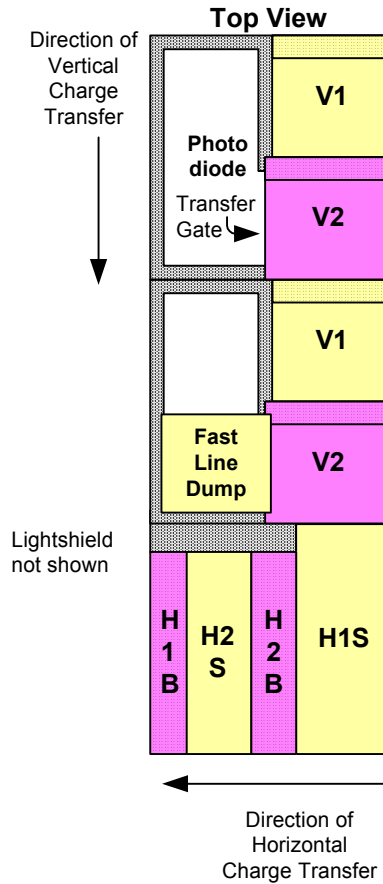 Top View
Direction of
Vertical
Charge
Transfer
V1
Photo
diode
Transfer
Gate
V2
V1
Fast
Line
Dump
V2
Lightshield
not shown
H
1
B
H2
S
H
2
B
H1S
Direction of
Horizontal
Charge Transfer